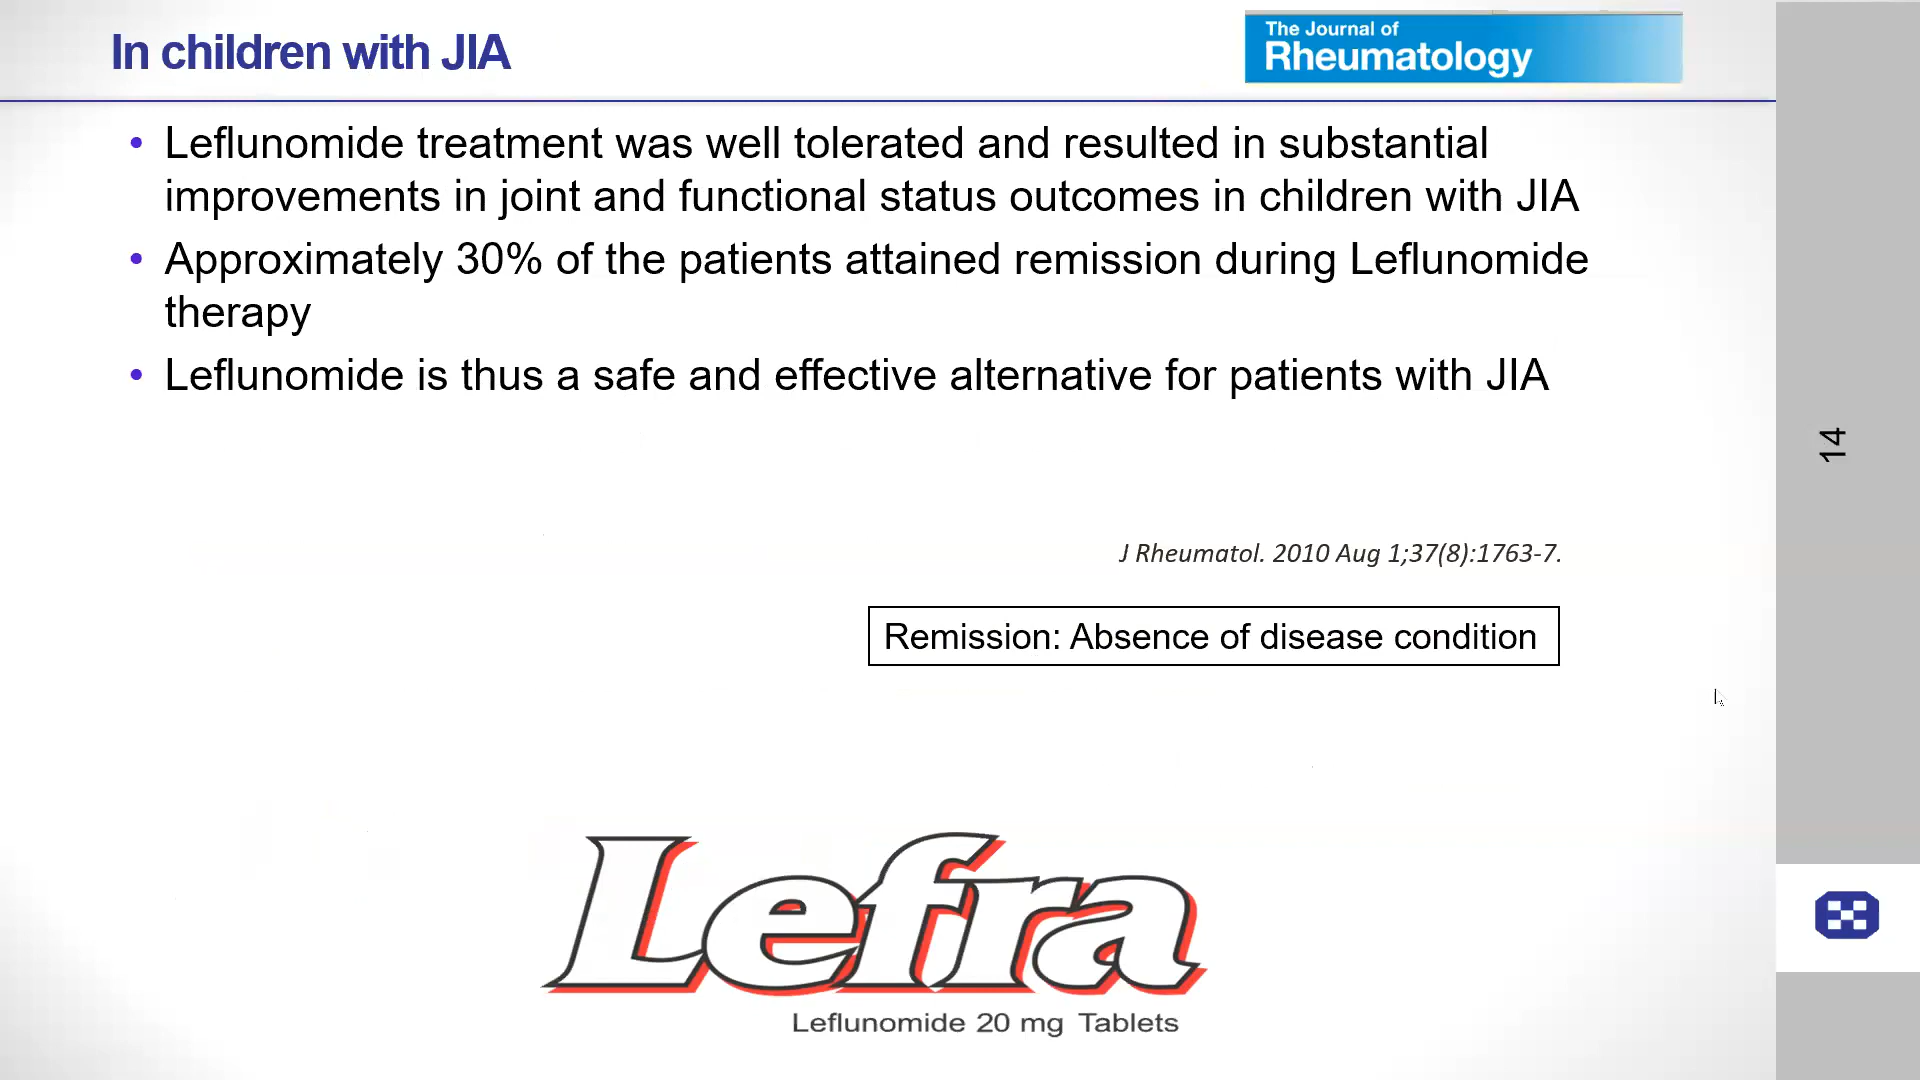 In children with JIA
The Journal of
Rheumatology
• Leflunomide treatment was well tolerated and resulted in substantial
improvements in joint and functional status outcomes in children with JIA
• Approximately 30% of the patients attained remission during Leflunomide
therapy
• Leflunomide is thus a safe and effective alternative for patients with JIA
14
J Rheumatol. 2010 Aug 1;37(8):1763-7.
Remission: Absence of disease condition
Lefra
Leflunomide 20 mg Tablets